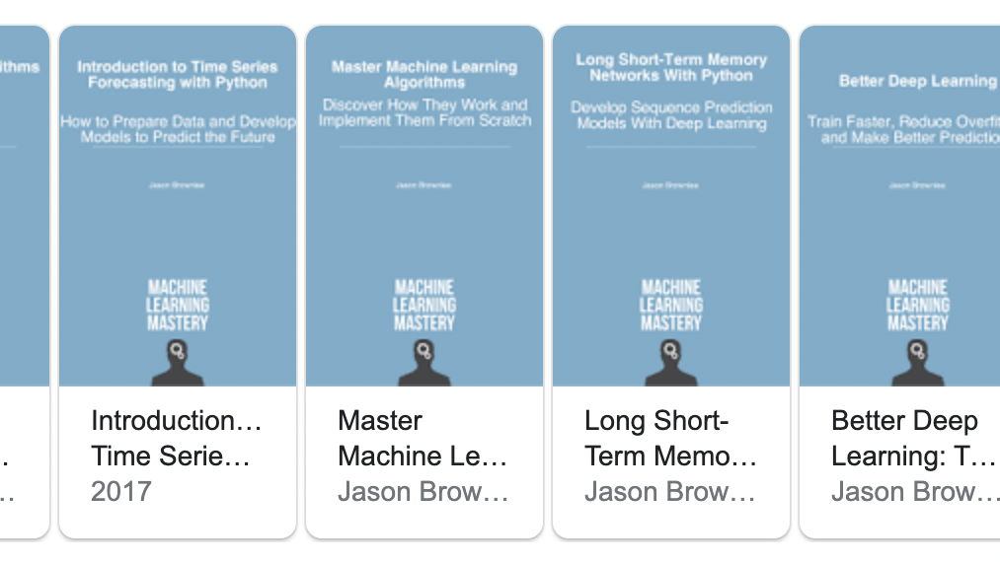 ithms
…
…
Introduction to Time Series
Forecasting with Python
How to Prepare Data and Develop
Models to Predict the Future
Jason Brownlee
MACHINE
LEARNING
MASTERY
Introduction…
Time Serie…
2017
Master Machine Learning
Algorithms
Discover How They Work and
Implement Them From Scratch
Jason Brownlee
MACHINE
LEARNING
MASTERY
Master
Machine Le…
Jason Brow…
Long Short-Term Memory
Networks With Python
Develop Sequence Prediction
Models With Deep Learning
Jason Brownlee
MACHINE
LEARNING
MASTERY
Long Short-
Term Memo…
Jason Brow…
Better Deep Learning
Train Faster, Reduce Overfi
and Make Better Predictio
Jason Brownlee
MACHINE
LEARNING
MASTERY
Better Deep
Learning: T…
Jason Brow…